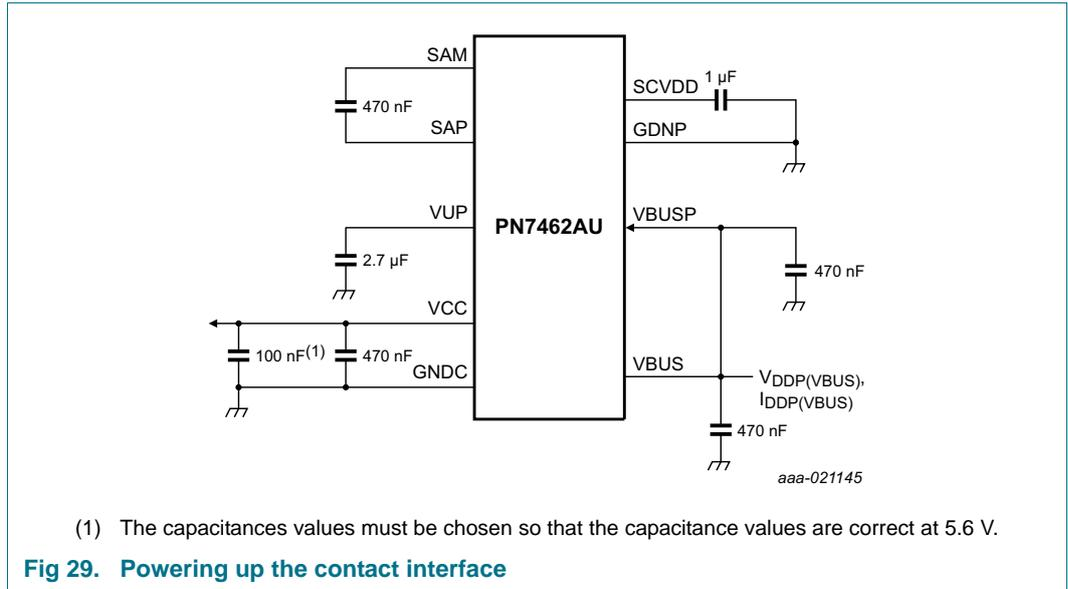 SAM
470 nF
SAP
VUP
2.7 µF
VCC
100 nF(1)
470 nF
GNDC
PN7462AU
SCVDD
1 µF
GDNP
VBUSP
470 nF
VBUS
VDDP(VBUS),
IDDP(VBUS)
470 nF
aaa-021145
(1) The capacitances values must be chosen so that the capacitance values are correct at 5.6 V.
Fig 29. Powering up the contact interface